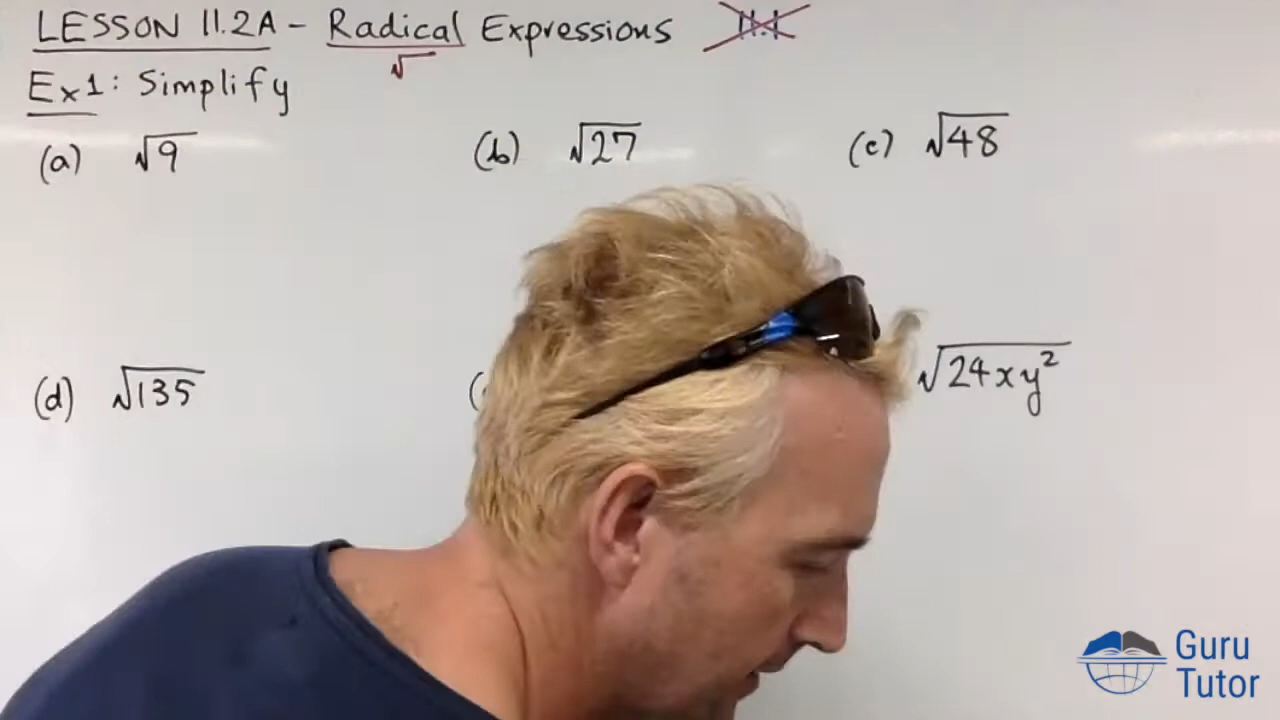 LESSON 11.2A - Radical Expressions 11.1
√
Ex1: Simplify
(a) √9 (b) √27 (c) √48
(d) √135 ( √24xy²
Guru
Tutor